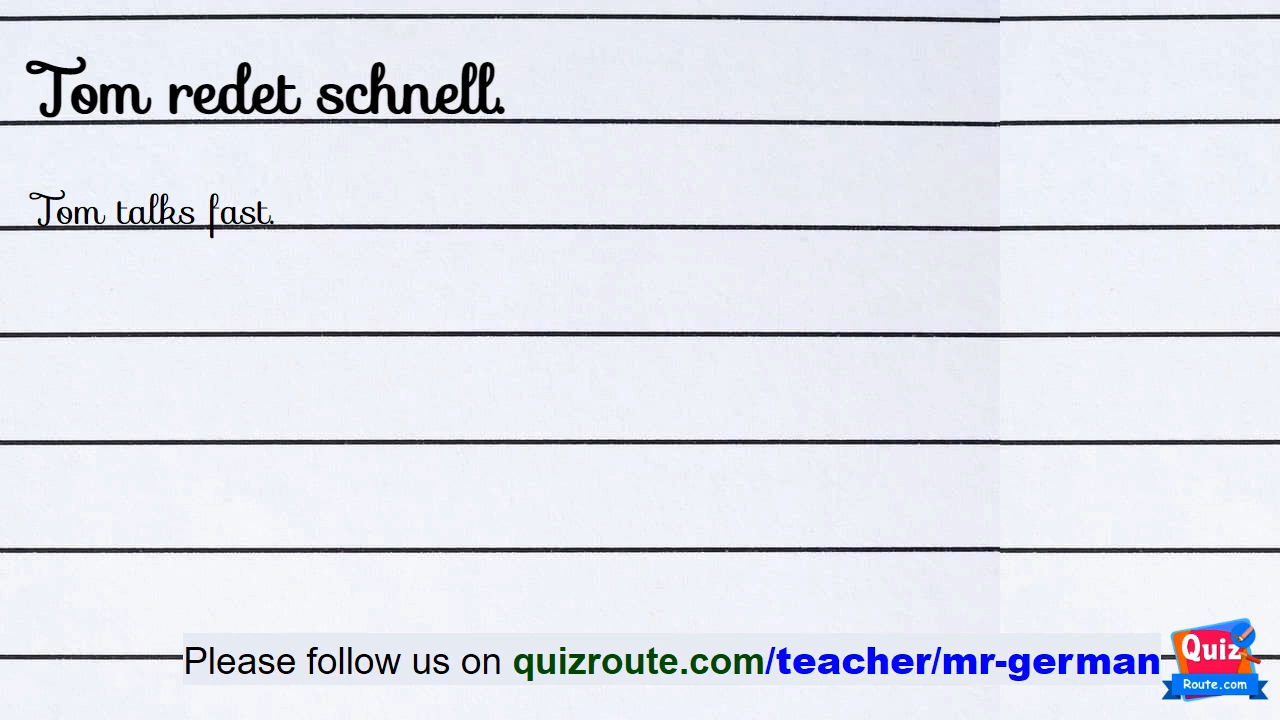 Tom redet schnell.
Tom talks fast.
Please follow us on quizroute.com/teacher/mr-german
Quiz
Route.com